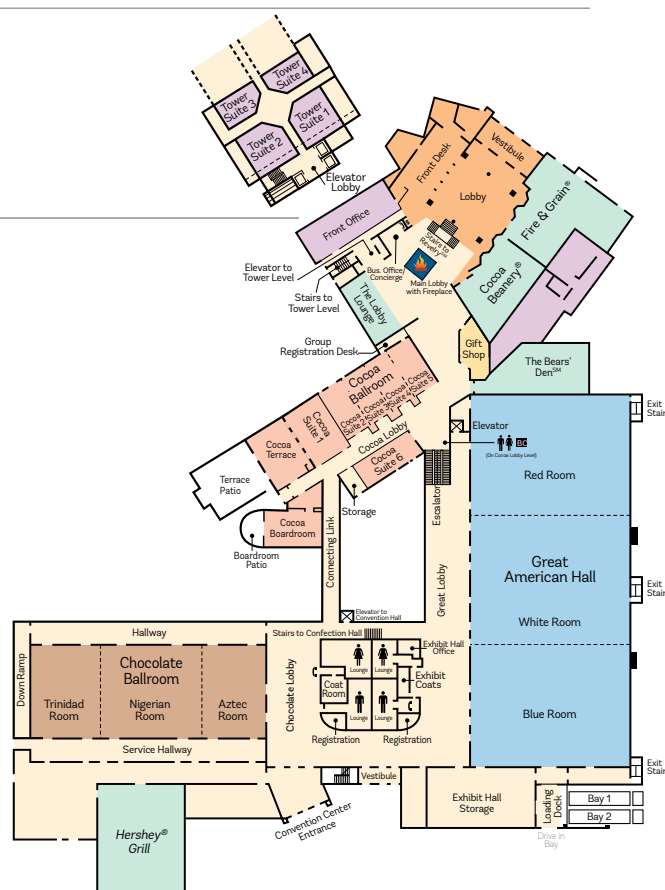 Tower
Suite 4
Tower
Suite 3
Tower
Suite 1
Tower
Suite 2
Elevator
Lobby
Vestibule
Front Desk
Lobby
Fire & Grain®
Front Office
Stairs to
Revelry℠
Bus. Office/
Concierge
Main Lobby
with Fireplace
Elevator to
Tower Level
Stairs to
Tower Level
The Lobby
Lounge
Cocoa
Beanery®
Group
Registration Desk
Gift
Shop
The Bears'
Den℠
Cocoa
Ballroom
Cocoa
Suite 1
Cocoa
Suite 2
Cocoa
Suite 3
Cocoa
Suite 4
Cocoa
Suite 5
Cocoa Lobby
Cocoa
Suite 6
Cocoa
Terrace
Terrace
Patio
Cocoa
Boardroom
Boardroom
Patio
Storage
Connecting Link
Elevator
BC
(On Cocoa Lobby Level)
Escalator
Great Lobby
Exit
Stair
Red Room
Great
American Hall
Exit
Stair
White Room
Blue Room
Exit
Stair
Elevator to
Convention Hall
Stairs to Confection Hall
Exhibit Hall
Office
Exhibit
Coats
Lounge
Lounge
Coat
Room
Lounge
Lounge
Registration
Registration
Chocolate Lobby
Hallway
Down Ramp
Chocolate
Ballroom
Trinidad
Room
Nigerian
Room
Aztec
Room
Service Hallway
Vestibule
Convention Center
Entrance
Hershey®
Grill
Exhibit Hall
Storage
Loading
Dock
Bay 1
Bay 2
Drive in
Bay